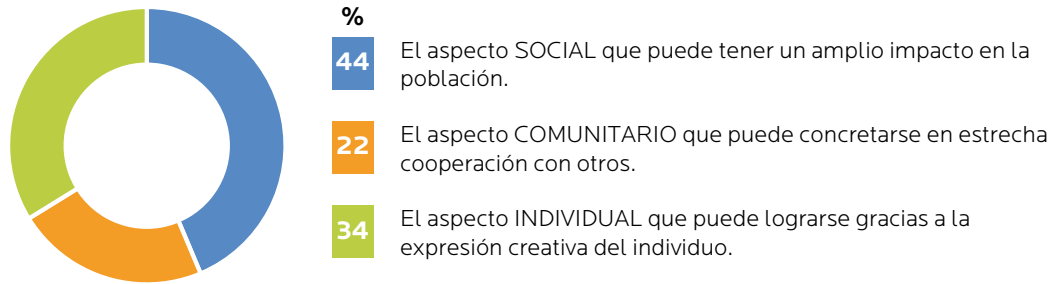 %
44
El aspecto SOCIAL que puede tener un amplio impacto en la
población.
22
El aspecto COMUNITARIO que puede concretarse en estrecha
cooperación con otros.
34
El aspecto INDIVIDUAL que puede lograrse gracias a la
expresión creativa del individuo.